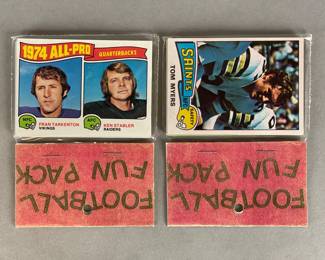 1974 ALL-PRO
QUARTERBACKS
NFC
FRAN TARKENTON
VIKINGS
AFC
KEN STABLER
RAIDERS
SAINTS
SAFETY
TOM MYERS
FOOTBALL
FUN PACK
FOOTBALL
FUN PACK